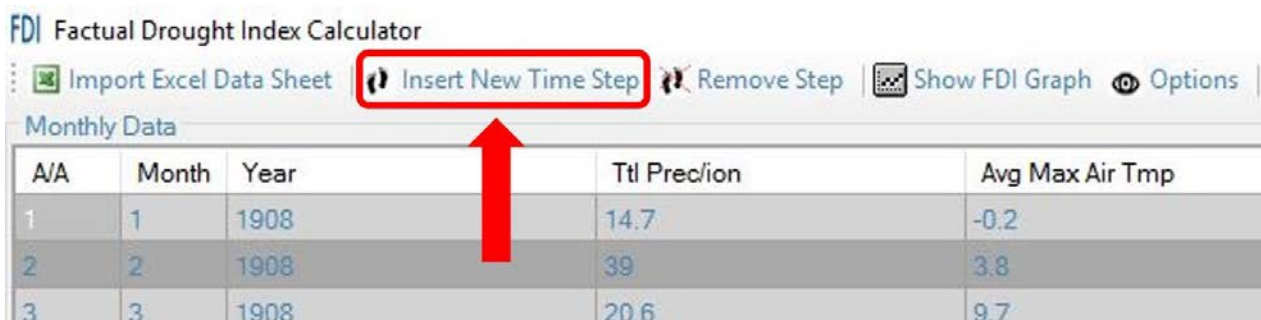 FDI Factual Drought Index Calculator
Import Excel Data Sheet Insert New Time Step Remove Step Show FDI Graph Options
Monthly Data
A/A Month Year Ttl Prec/ion Avg Max Air Tmp
1 1 1908 14.7 -0.2
2 2 1908 39 3.8
3 3 1908 20.6 9.7